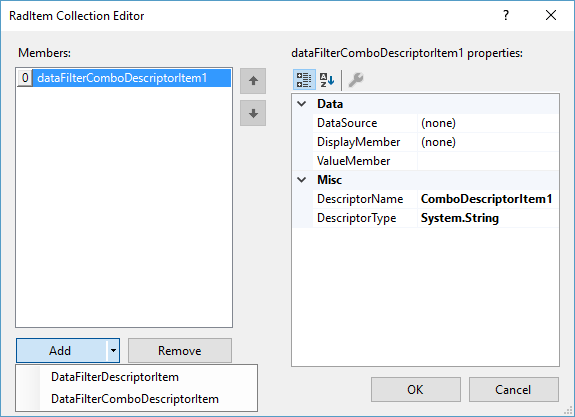 RadItem Collection Editor
?
Members:
0 dataFilterComboDescriptorItem1
Add
Remove
DataFilterDescriptorItem
DataFilterComboDescriptorItem
dataFilterComboDescriptorItem1 properties:
A
Z
Data
DataSource (none)
DisplayMember (none)
ValueMember
Misc
DescriptorName ComboDescriptorItem1
DescriptorType System.String
OK
Cancel